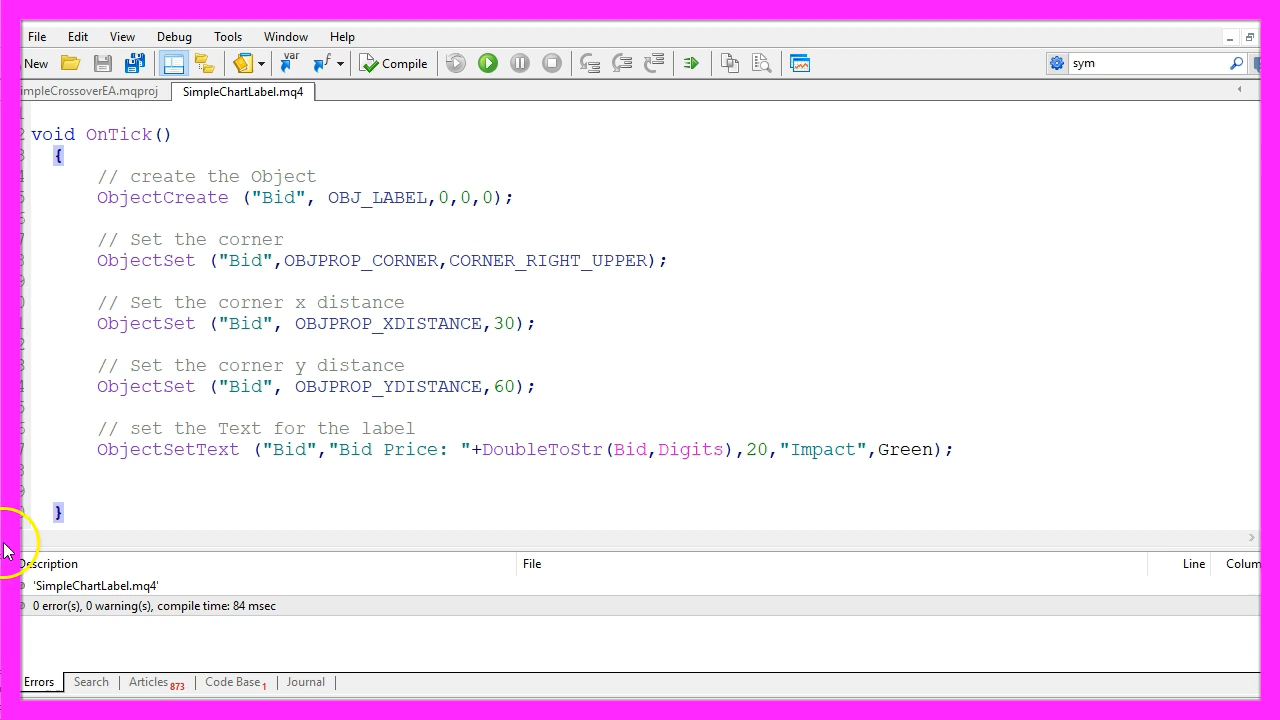 File Edit View Debug Tools Window Help
New Compile sym
impleCrossoverEA.mqproj SimpleChartLabel.mq4
void OnTick()
{
// create the Object
ObjectCreate ("Bid", OBJ_LABEL,0,0,0);
// Set the corner
ObjectSet ("Bid",OBJPROP_CORNER,CORNER_RIGHT_UPPER);
// Set the corner x distance
ObjectSet ("Bid", OBJPROP_XDISTANCE,30);
// Set the corner y distance
ObjectSet ("Bid", OBJPROP_YDISTANCE,60);
// set the Text for the label
ObjectSetText ("Bid","Bid Price: "+DoubleToStr(Bid,Digits),20,"Impact",Green);
}
Description File Line Colum
'SimpleChartLabel.mq4'
0 error(s), 0 warning(s), compile time: 84 msec
Errors Search Articles 873 Code Base 1 Journal